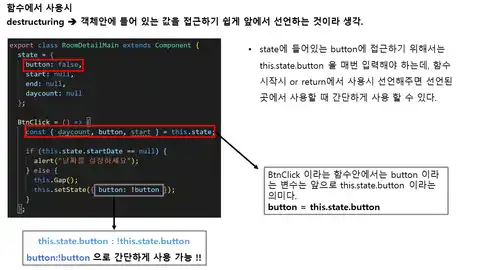 함수에서 사용시
destructuring ➔ 객체안에 들어 있는 값을 접근하기 쉽게 앞에서 선언하는 것이라 생각.
export class RoomDetailMain extends Component {
state = {
button: false,
start: null,
end: null,
daycount: null
};
BtnClick = () => {
const { daycount, button, start } = this.state;
if (this.state.startDate == null) {
alert("날짜를 설정하세요");
} else {
this.Gap();
this.setState({ button: !button });
}
};
• state에 들어있는 button에 접근하기 위해서는
this.state.button 을 매번 입력해야 하는데, 함수
시작시 or return에서 사용시 선언해주면 선언된
곳에서 사용할 때 간단하게 사용 할 수 있다.
BtnClick 이라는 함수안에서는 button 이라
는 변수는 앞으로 this.state.button 이라는
의미다.
button = this.state.button
this.state.button : !this.state.button
button:!button 으로 간단하게 사용 가능 !!